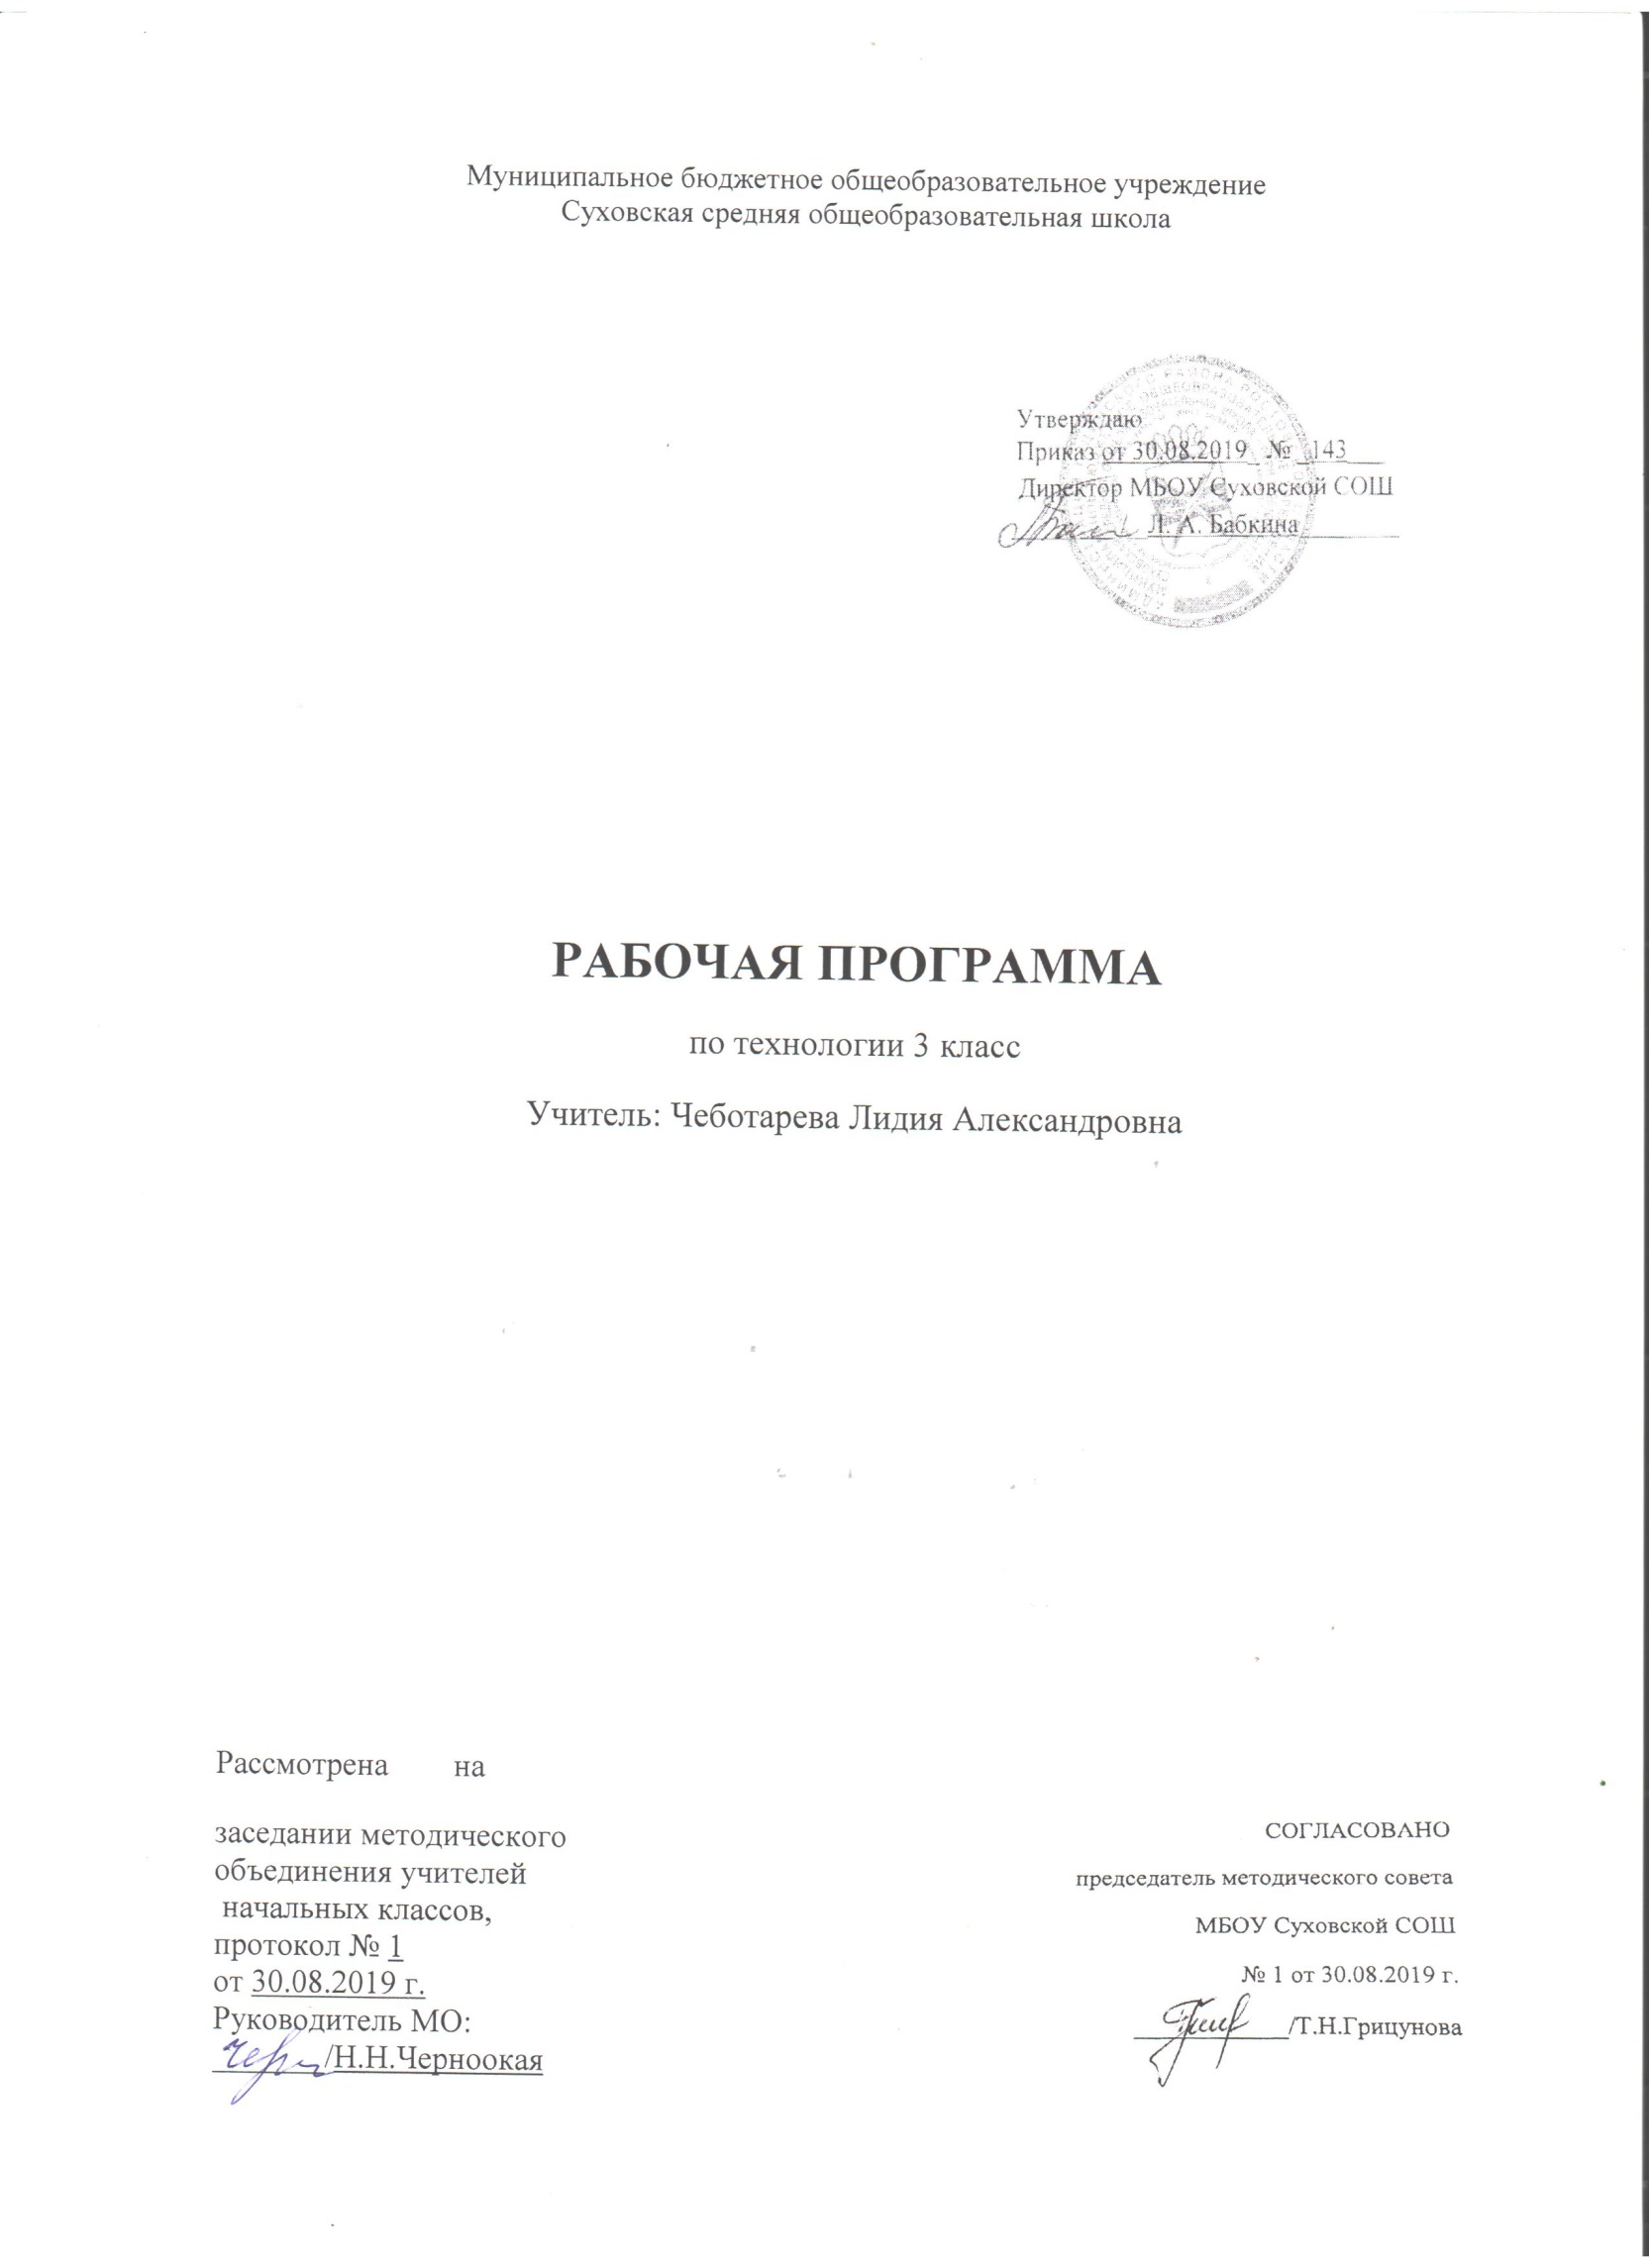 Муниципальное бюджетное общеобразовательное учреждение
Суховская средняя общеобразовательная школа
Утверждаю
Приказ от 30.08.2019 № 143
Директор МБОУ Суховской СОШ
Л. А. Бабкина
РАБОЧАЯ ПРОГРАММА
по технологии 3 класс
Учитель: Чеботарева Лидия Александровна
Рассмотрена на
заседании методического
объединения учителей
начальных классов,
протокол № 1
от 30.08.2019 г.
Руководитель МО:
/Н.Н.Черноокая
СОГЛАСОВАНО
председатель методического совета
МБОУ Суховской СОШ
№ 1 от 30.08.2019 г.
/Т.Н.Грицунова